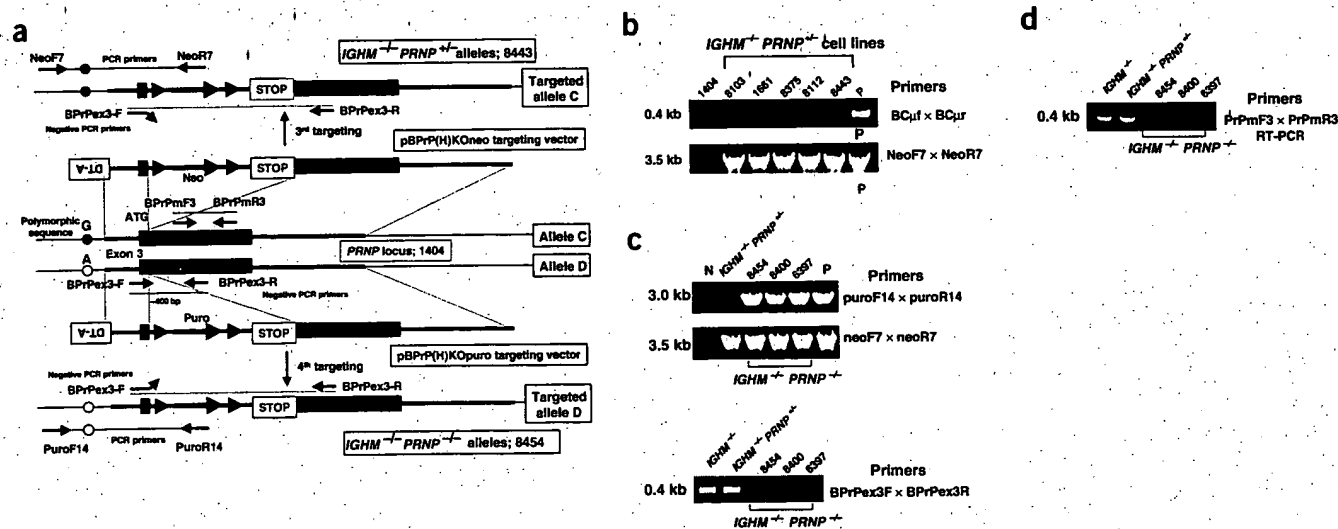 a
NeoF7 PCR primers NeoR7
IGHM⁻/⁻ PRNP⁺/⁻ alleles; 8443
STOP
Targeted allele C
BPrPex3-F
BPrPex3-R
Negative PCR primers
3rd targeting
pBPrP(H)KOneo targeting vector
DT-A
Neo
STOP
BPrPmF3 BPrPmR3
ATG
Polymorphic sequence
G
Allele C
PRNP locus; 1404
Exon 3
A
Allele D
BPrPex3-F
BPrPex3-R
Negative PCR primers
~400 bp
Puro
DT-A
STOP
pBPrP(H)KOpuro targeting vector
4th targeting
Negative PCR primers
BPrPex3-F
BPrPex3-R
STOP
Targeted allele D
PuroF14 PCR primers PuroR14
IGHM⁻/⁻ PRNP⁻/⁻ alleles; 8454
b
IGHM⁻/⁻ PRNP⁺/⁻ cell lines
1404 8103 1661 8375 8112 8443 P
Primers
0.4 kb
BCμf × BCμr
P
3.5 kb
NeoF7 × NeoR7
P
c
N IGHM⁻/⁻ PRNP⁺/⁻ 8454 8400 6397 P
Primers
3.0 kb
puroF14 × puroR14
3.5 kb
neoF7 × neoR7
IGHM⁻/⁻ PRNP⁻/⁻
IGHM⁻/⁻ IGHM⁻/⁻ PRNP⁺/⁻ 8454 8400 6397
Primers
0.4 kb
BPrPex3F × BPrPex3R
IGHM⁻/⁻ PRNP⁻/⁻
d
IGHM⁻/⁻ IGHM⁻/⁻ PRNP⁺/⁻ 8454 8400 6397
0.4 kb
Primers
PrPmF3 × PrPmR3
RT-PCR
IGHM⁻/⁻ PRNP⁻/⁻